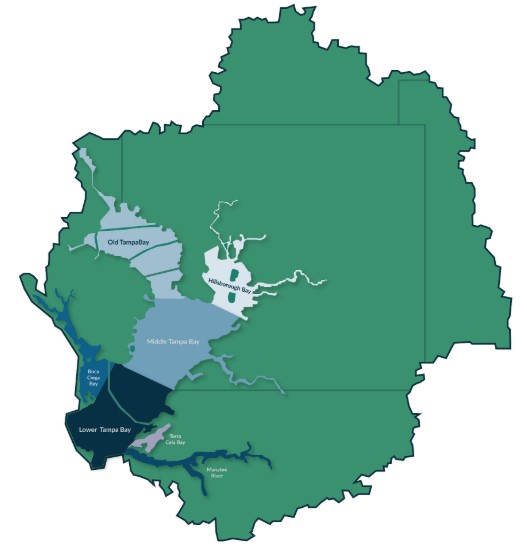 Old TampaBay
Hillsborough Bay
Middle Tampa Bay
Boca
Ciega
Bay
Lower Tampa Bay
Terra
Ceia Bay
Manatee
River